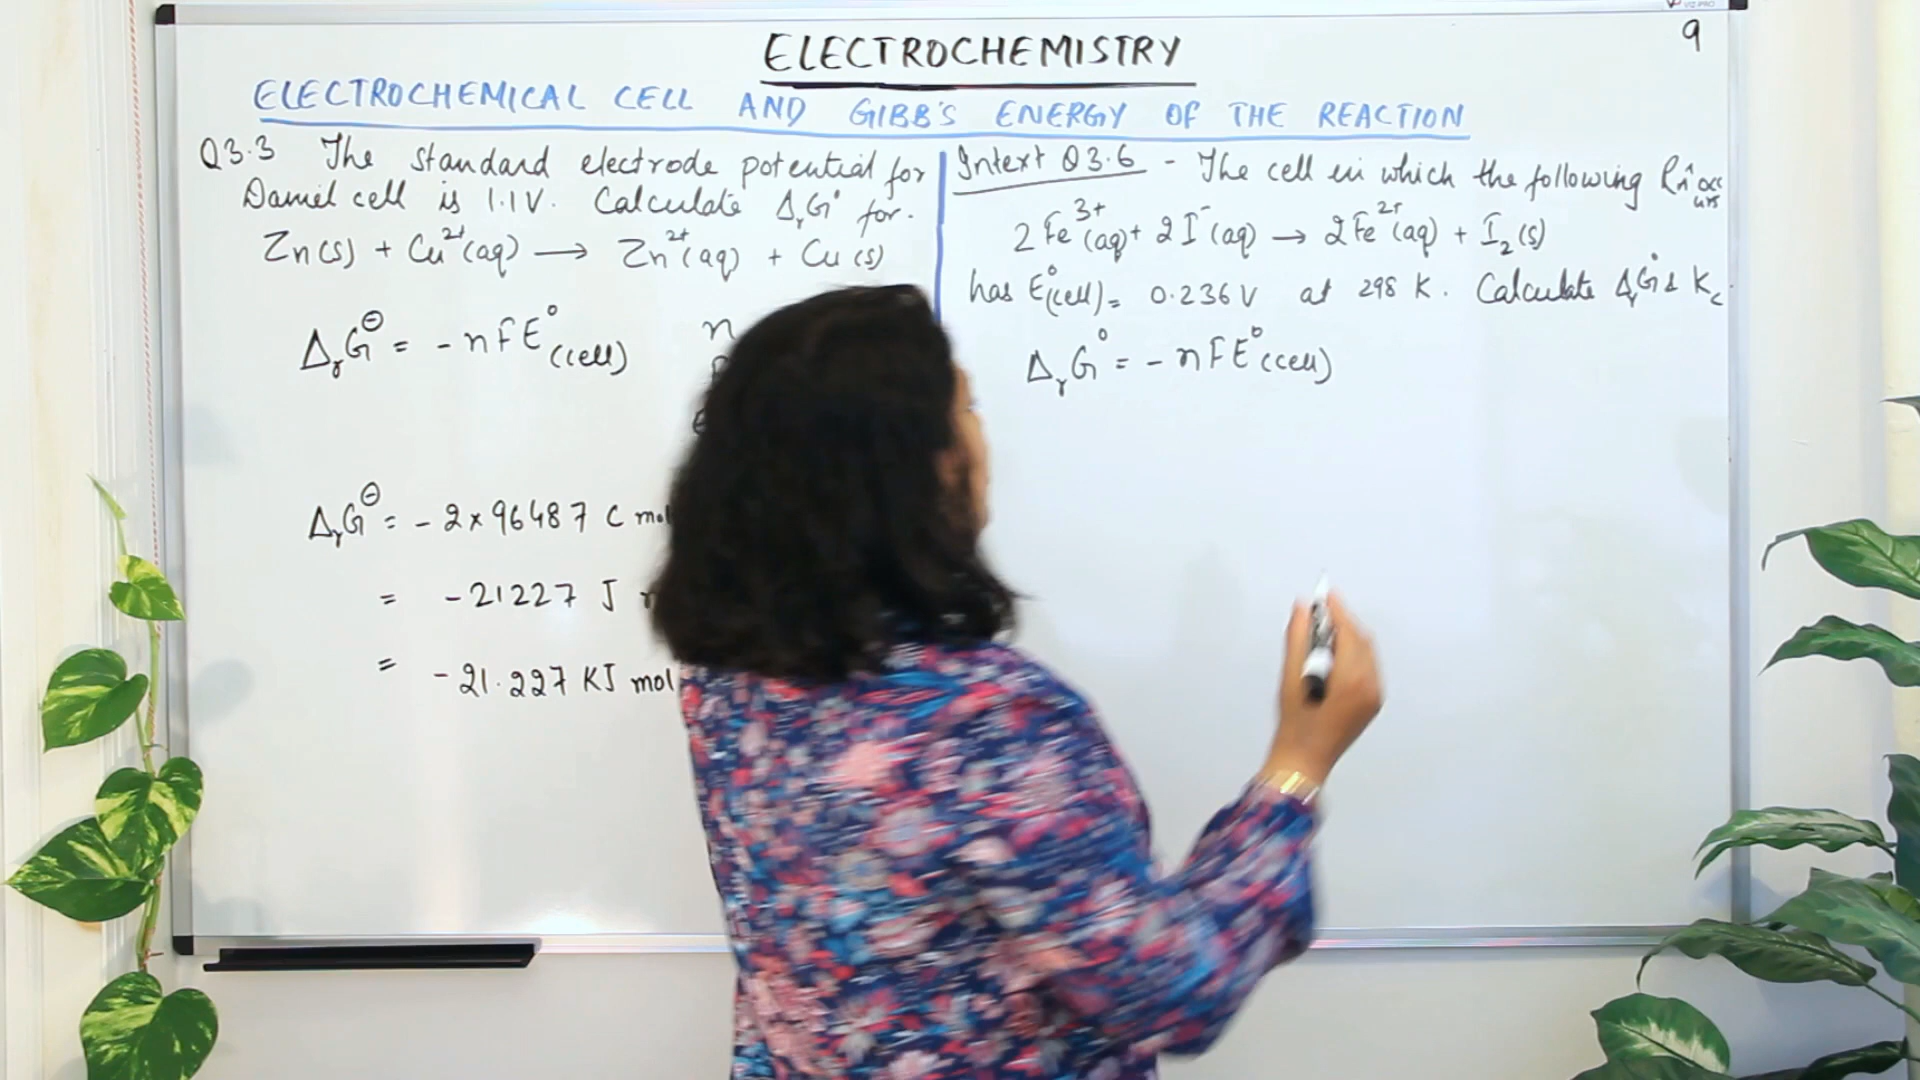 9
ELECTROCHEMISTRY
ELECTROCHEMICAL CELL AND GIBB'S ENERGY OF THE REACTION
Q3.3 The standard electrode potential for
Daniel cell is 1.1V. Calculate ΔrG° for.
Zn(s) + Cu²⁺(aq) → Zn²⁺(aq) + Cu(s)
ΔrG⊖ = - nFE°(cell)
n
ΔrG⊖ = - 2 × 96487 C mol
= - 21227 J
= - 21.227 KJ mol
Intext Q3.6 - The cell in which the following Rxn occurs
2Fe³⁺(aq) + 2I⁻(aq) → 2Fe²⁺(aq) + I₂(s)
has E°(cell) = 0.236 V at 298 K. Calculate ΔrG° & Kc.
ΔrG° = - nFE°(cell)